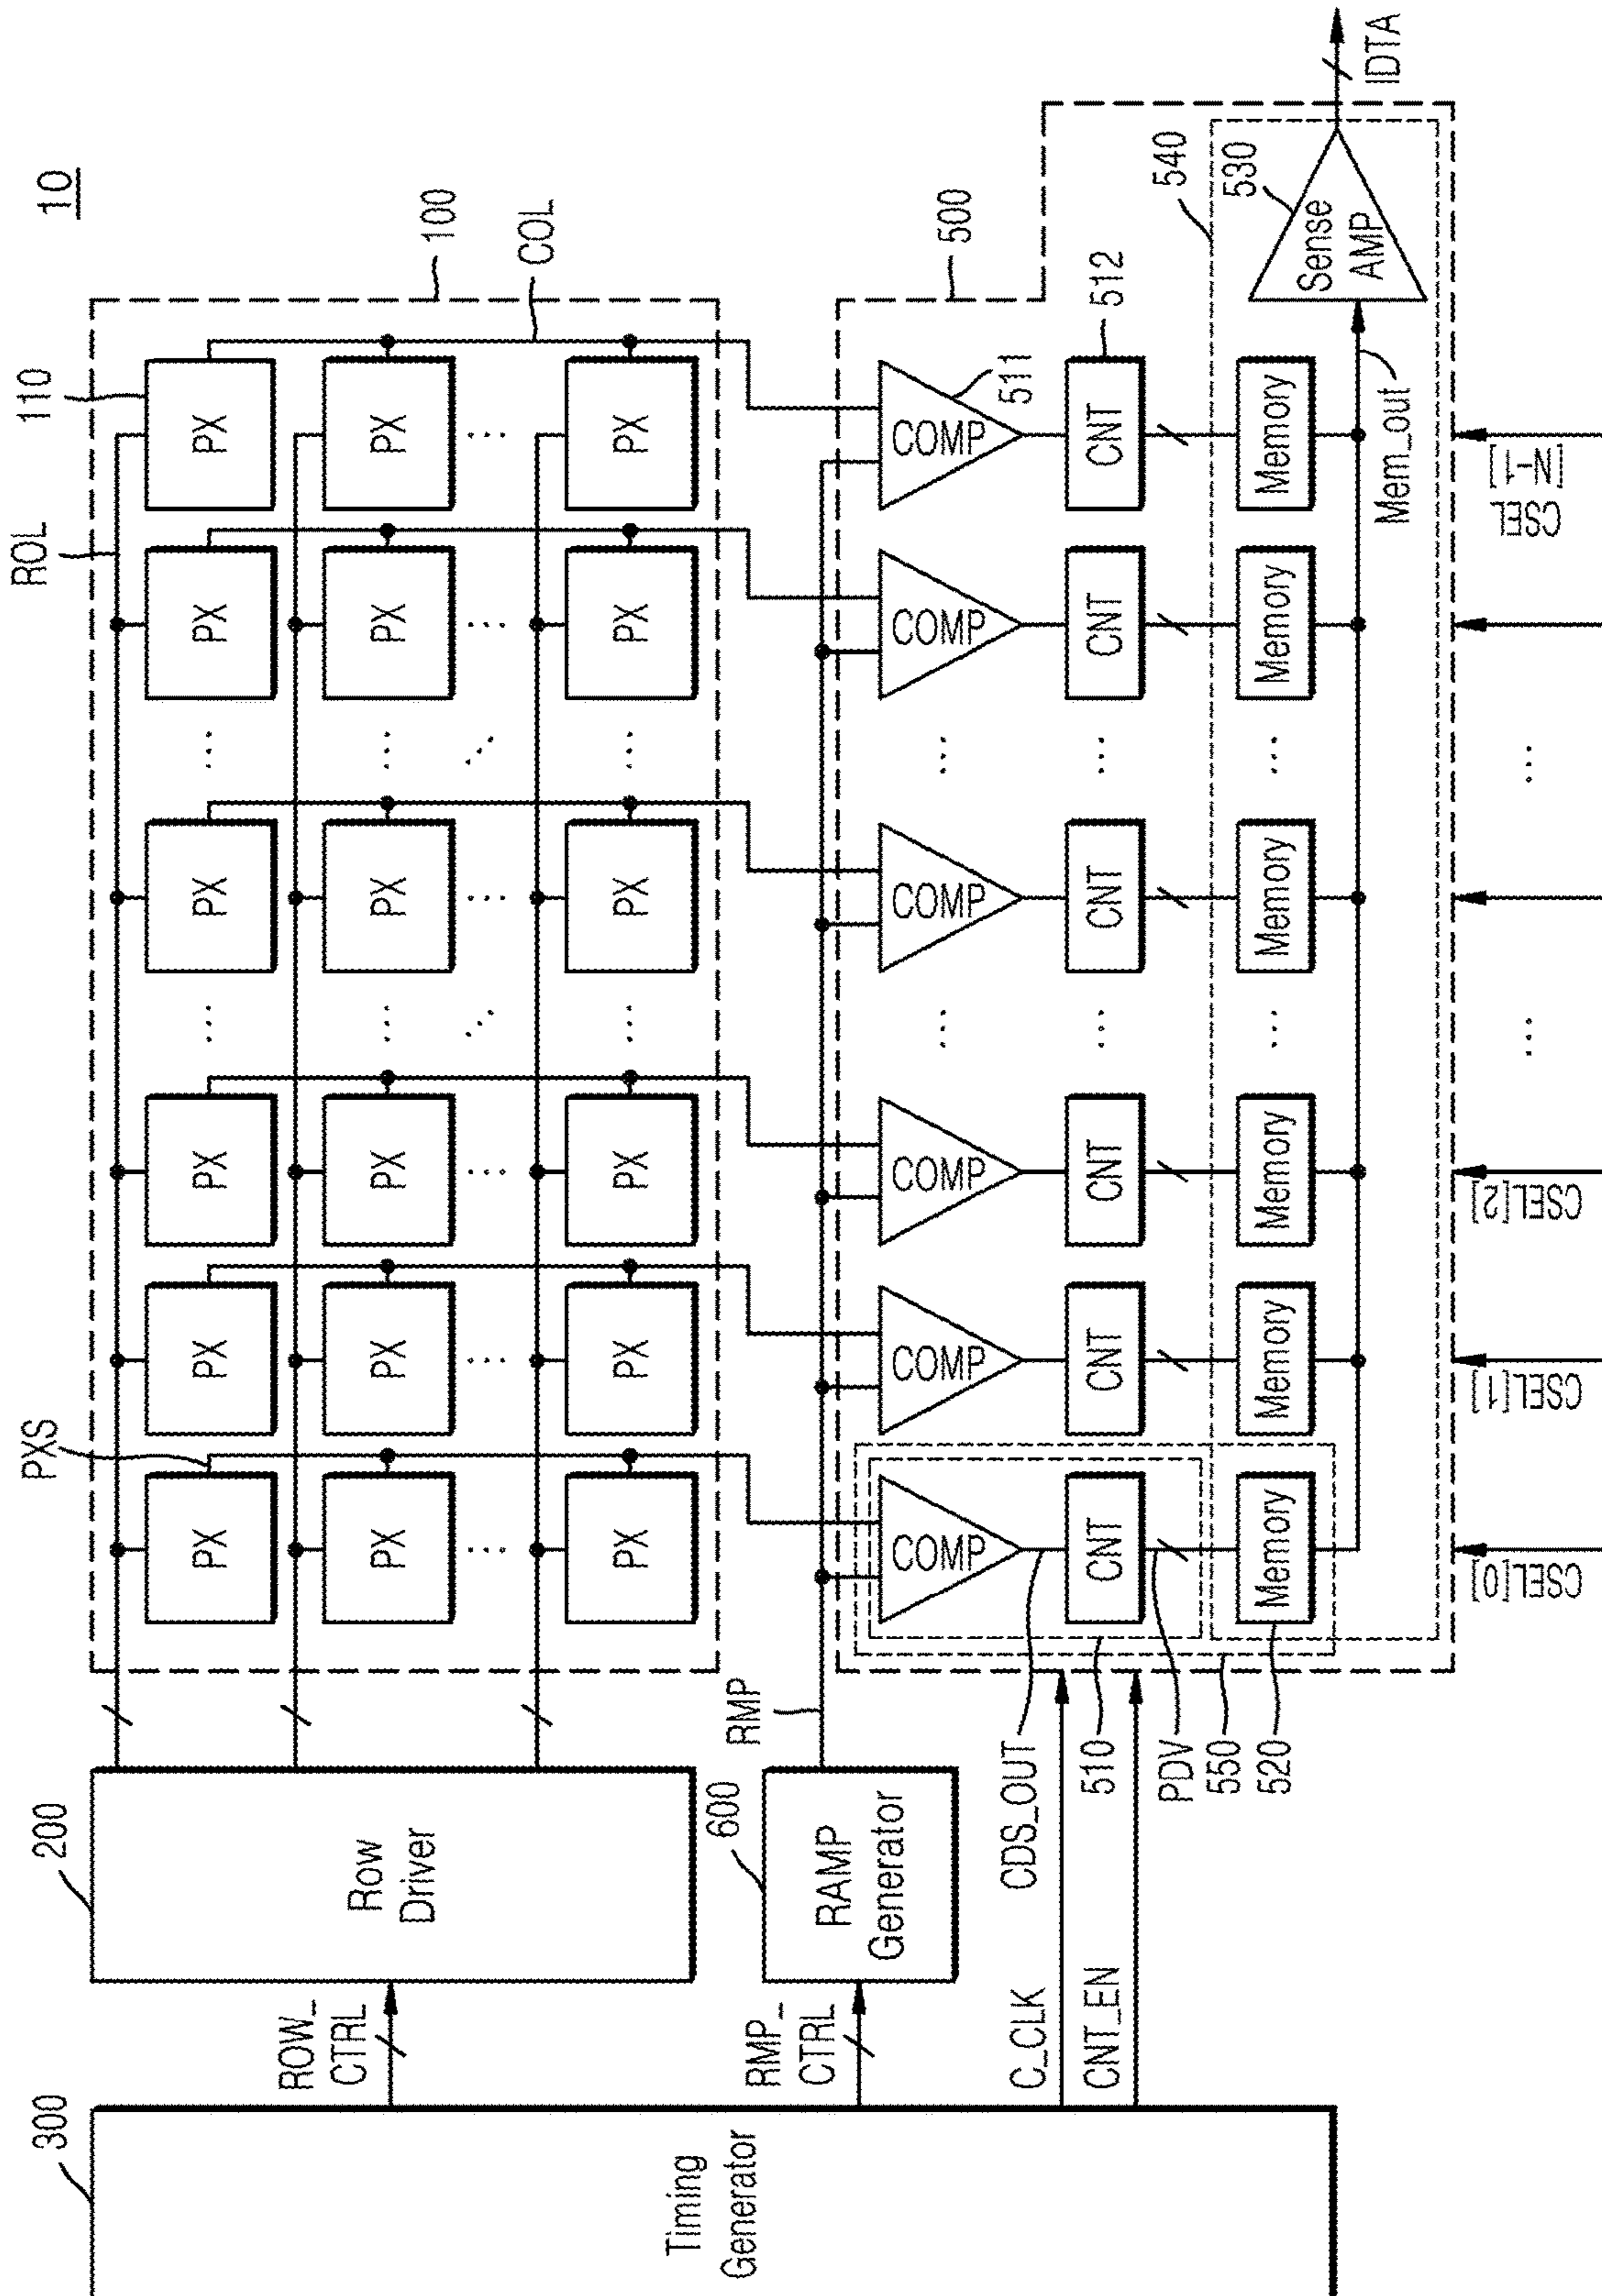 10
300
200
PXS
ROL
110
PX
PX
PX
PX
PX
PX
ROW_
CTRL
Row
Driver
PX
PX
PX
PX
PX
PX
100
COL
PX
PX
PX
PX
PX
PX
Timing
Generator
RMP_
CTRL
600
RAMP
Generator
RMP
COMP
COMP
COMP
COMP
COMP
COMP
500
511
C_CLK
CDS_OUT
CNT_EN
510
CNT
CNT
CNT
CNT
CNT
CNT
512
PDV
540
550
530
520
Memory
Memory
Memory
Memory
Memory
Memory
Sense
AMP
Mem_out
IDTA
CSEL[0]
CSEL[1]
CSEL[2]
CSEL
[N-1]